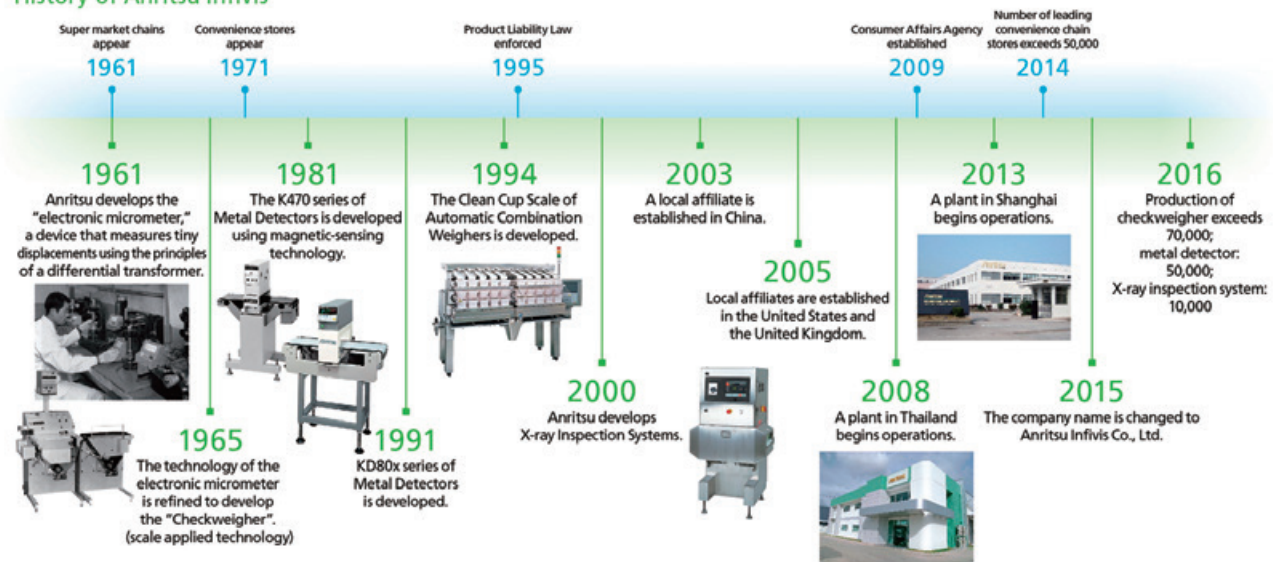 History of Anritsu Infivis
Super market chains
appear
1961
Convenience stores
appear
1971
Product Liability Law
enforced
1995
Consumer Affairs Agency
established
2009
Number of leading
convenience chain
stores exceeds 50,000
2014
1961
Anritsu develops the
"electronic micrometer,"
a device that measures tiny
displacements using the principles
of a differential transformer.
1965
The technology of the
electronic micrometer
is refined to develop
the "Checkweigher".
(scale applied technology)
1981
The K470 series of
Metal Detectors is developed
using magnetic-sensing
technology.
1991
KD80x series of
Metal Detectors
is developed.
1994
The Clean Cup Scale of
Automatic Combination
Weighers is developed.
2000
Anritsu develops
X-ray Inspection Systems.
2003
A local affiliate is
established in China.
2005
Local affiliates are established
in the United States and
the United Kingdom.
2008
A plant in Thailand
begins operations.
2013
A plant in Shanghai
begins operations.
2015
The company name is changed to
Anritsu Infivis Co., Ltd.
2016
Production of
checkweigher exceeds
70,000;
metal detector:
50,000;
X-ray inspection system:
10,000